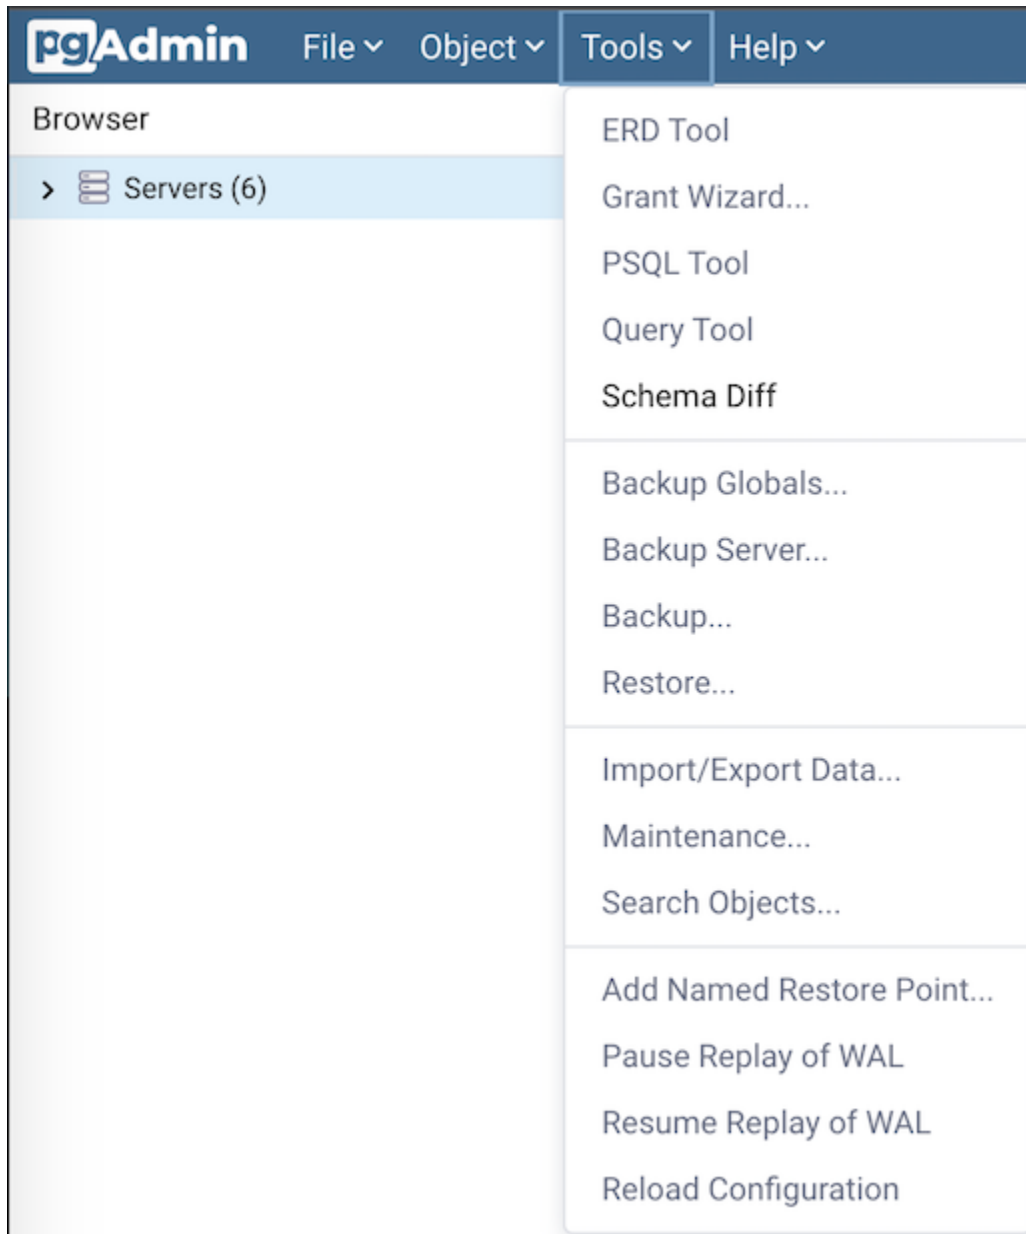 pgAdmin File Object Tools Help
Browser
Servers (6)
ERD Tool
Grant Wizard...
PSQL Tool
Query Tool
Schema Diff
Backup Globals...
Backup Server...
Backup...
Restore...
Import/Export Data...
Maintenance...
Search Objects...
Add Named Restore Point...
Pause Replay of WAL
Resume Replay of WAL
Reload Configuration